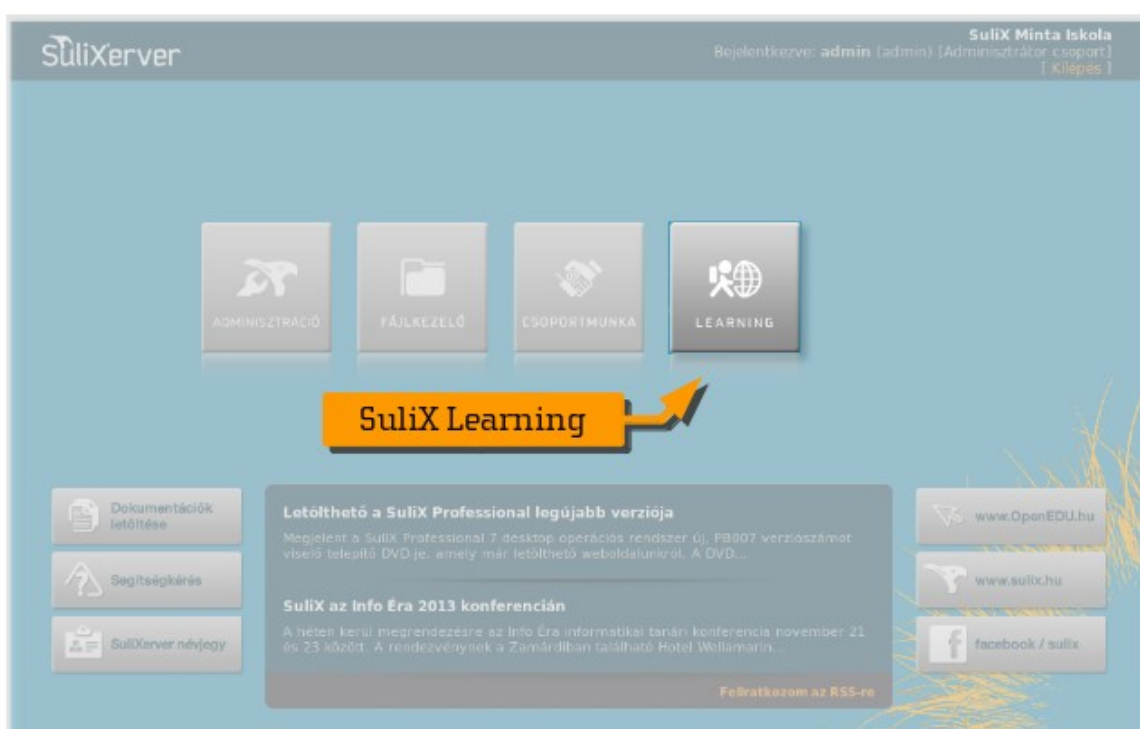 SuliXerver
SuliX Minta Iskola
Bejelentkezve: admin (admin) [Adminisztrátor csoport]
[ Kilépés ]
ADMINISZTRÁCIÓ
FÁJLKEZELŐ
CSOPORTMUNKA
LEARNING
SuliX Learning
Dokumentációk
letöltése
Segítségkérés
SuliXerver névjegy
Letölthető a SuliX Professional legújabb verziója
Megjelent a SuliX Professional 7 desktop operációs rendszer új, PB007 verziószámot
viselő telepítő DVD-je, amely már letölthető weboldalunkról. A DVD...
SuliX az Info Éra 2013 konferencián
A héten kerül megrendezésre az Info Éra informatikai tanári konferencia november 21
és 23 között. A rendezvénynek a Zamárdiban található Hotel Wellamarin...
Feliratkozom az RSS-re
www.OpenEDU.hu
www.sulix.hu
facebook / sulix